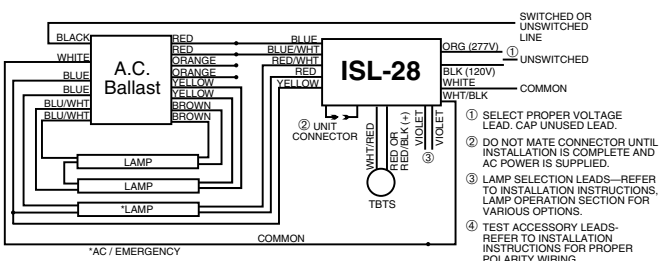 SWITCHED OR
UNSWITCHED
LINE
BLACK
WHITE
BLUE
BLUE
BLU/WHT
BLU/WHT
A.C.
Ballast
RED
RED
ORANGE
ORANGE
YELLOW
YELLOW
BROWN
BROWN
BLUE
BLUE/WHT
RED/WHT
RED
YELLOW
ISL-28
ORG (277V)
①
UNSWITCHED
BLK (120V)
WHITE
COMMON
WHT/BLK
② UNIT
CONNECTOR
WHT/RED
RED OR
RED/BLK (+)
VIOLET
VIOLET
③
TBTS
LAMP
LAMP
*LAMP
COMMON
*AC / EMERGENCY
① SELECT PROPER VOLTAGE
LEAD. CAP UNUSED LEAD.
② DO NOT MATE CONNECTOR UNTIL
INSTALLATION IS COMPLETE AND
AC POWER IS SUPPLIED.
③ LAMP SELECTION LEADS—REFER
TO INSTALLATION INSTRUCTIONS,
LAMP OPERATION SECTION FOR
VARIOUS OPTIONS.
④ TEST ACCESSORY LEADS-
REFER TO INSTALLATION
INSTRUCTIONS FOR PROPER
POLARITY WIRING